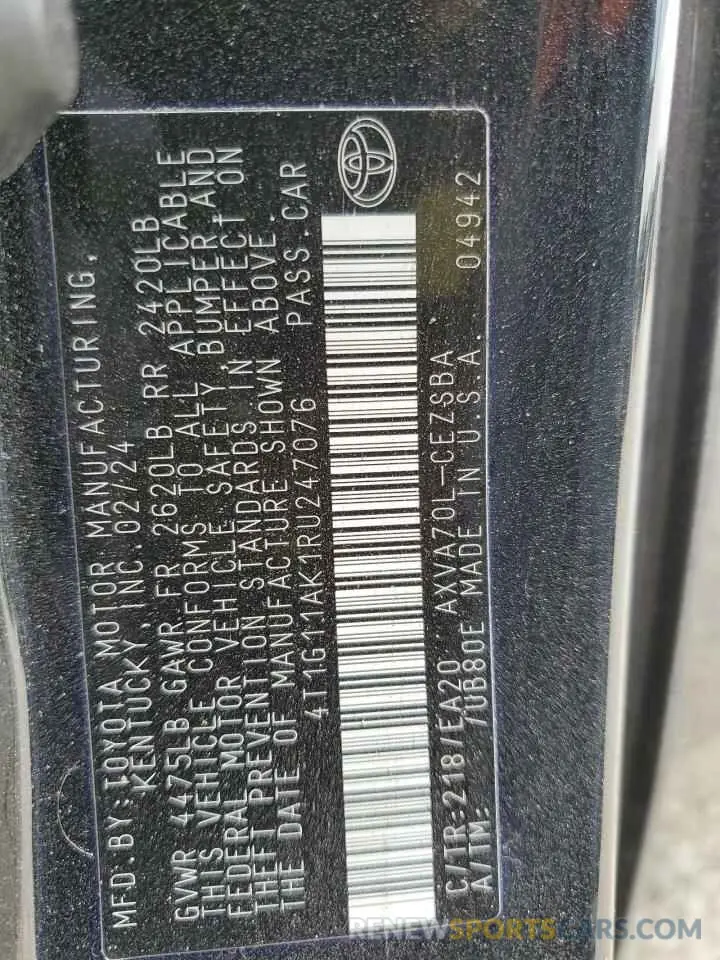 MFD.BY:TOYOTA MOTOR MANUFACTURING,
KENTUCKY, INC. 02/24
GVWR 4475LB GAWR FR 2620LB RR 2420LB
THIS VEHICLE CONFORMS TO ALL APPLICABLE
FEDERAL MOTOR VEHICLE SAFETY, BUMPER, AND
THEFT PREVENTION STANDARDS IN EFFECT ON
THE DATE OF MANUFACTURE SHOWN ABOVE.
4T1G11AK1RU247076 PASS.CAR
C/TR:218/EA20 AXVA70L-CEZSBA 04942
A/TM: /UB80E MADE IN U.S.A.
RENEWSPORTSCARS.COM